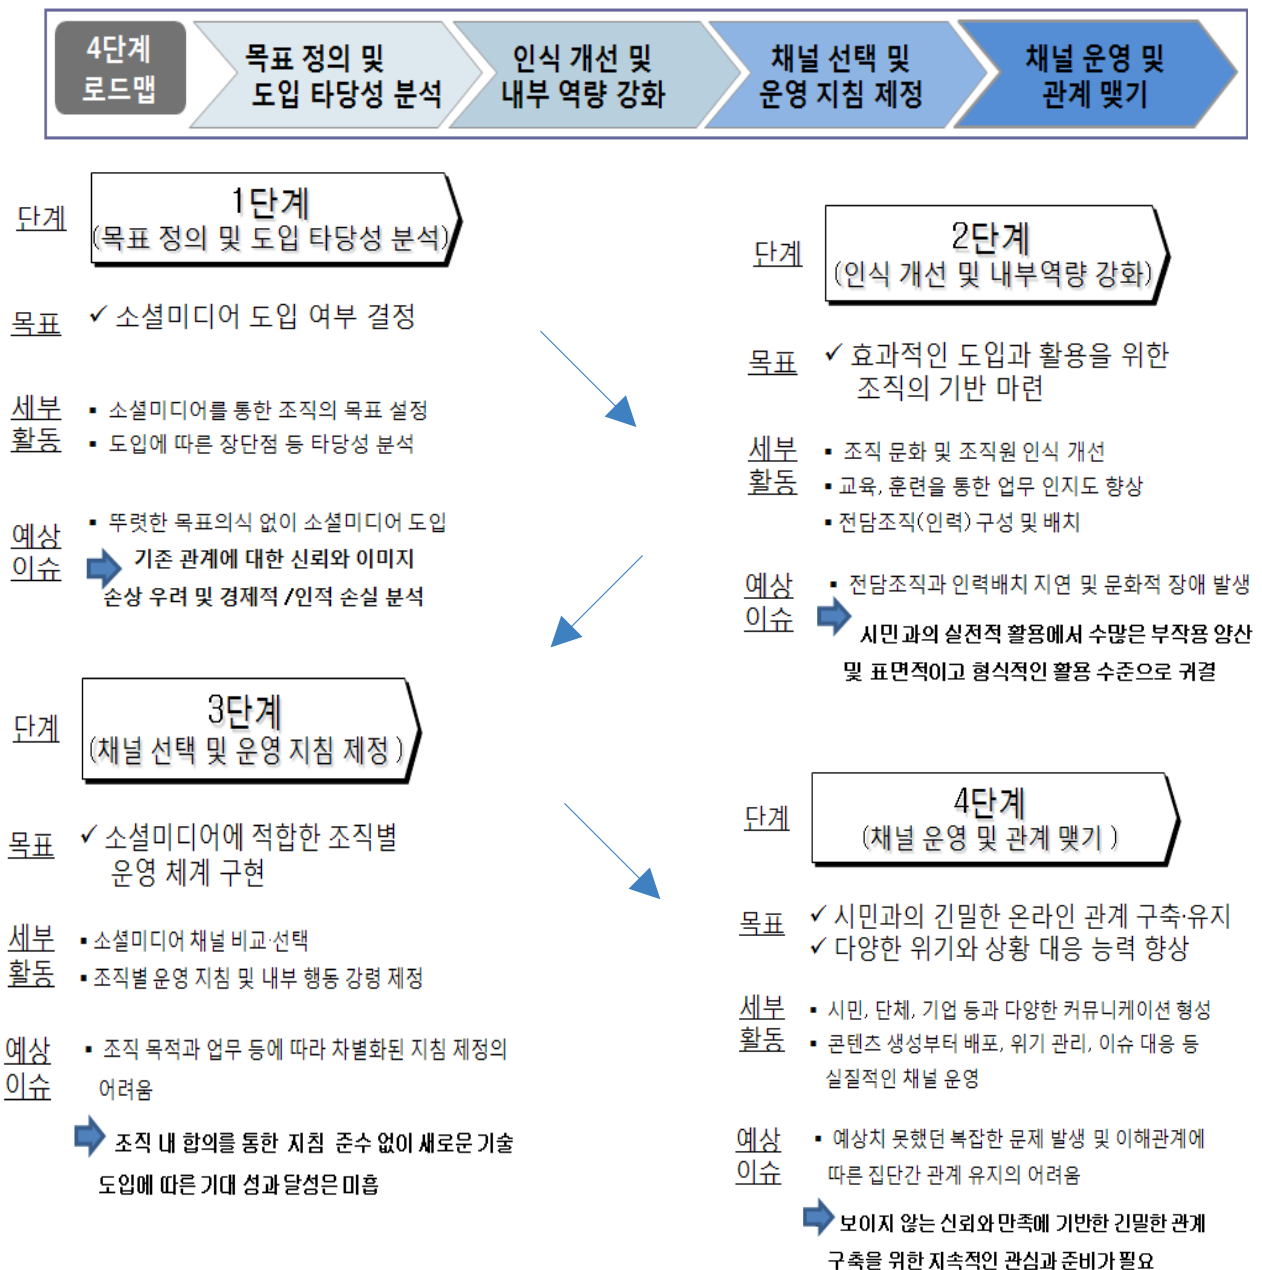 4단계
로드맵
목표 정의 및
도입 타당성 분석
인식 개선 및
내부 역량 강화
채널 선택 및
운영 지침 제정
채널 운영 및
관계 맺기
단계
1단계
(목표 정의 및 도입 타당성 분석)
목표
✓ 소셜미디어 도입 여부 결정
세부
활동
▪ 소셜미디어를 통한 조직의 목표 설정
▪ 도입에 따른 장단점 등 타당성 분석
예상
이슈
▪ 뚜렷한 목표의식 없이 소셜미디어 도입
기존 관계에 대한 신뢰와 이미지
손상 우려 및 경제적 /인적 손실 분석
단계
2단계
(인식 개선 및 내부역량 강화)
목표
✓ 효과적인 도입과 활용을 위한
조직의 기반 마련
세부
활동
▪ 조직 문화 및 조직원 인식 개선
▪ 교육, 훈련을 통한 업무 인지도 향상
▪ 전담조직(인력) 구성 및 배치
예상
이슈
▪ 전담조직과 인력배치 지연 및 문화적 장애 발생
시민과의 실전적 활용에서 수많은 부작용 양산
및 표면적이고 형식적인 활용 수준으로 귀결
단계
3단계
(채널 선택 및 운영 지침 제정 )
목표
✓ 소셜미디어에 적합한 조직별
운영 체계 구현
세부
활동
▪ 소셜미디어 채널 비교·선택
▪ 조직별 운영 지침 및 내부 행동 강령 제정
예상
이슈
▪ 조직 목적과 업무 등에 따라 차별화된 지침 제정의
어려움
조직 내 합의를 통한 지침 준수 없이 새로운 기술
도입에 따른 기대 성과 달성은 미흡
단계
4단계
(채널 운영 및 관계 맺기 )
목표
✓ 시민과의 긴밀한 온라인 관계 구축·유지
✓ 다양한 위기와 상황 대응 능력 향상
세부
활동
▪ 시민, 단체, 기업 등과 다양한 커뮤니케이션 형성
▪ 콘텐츠 생성부터 배포, 위기 관리, 이슈 대응 등
실질적인 채널 운영
예상
이슈
▪ 예상치 못했던 복잡한 문제 발생 및 이해관계에
따른 집단간 관계 유지의 어려움
보이지 않는 신뢰와 만족에 기반한 긴밀한 관계
구축을 위한 지속적인 관심과 준비가 필요